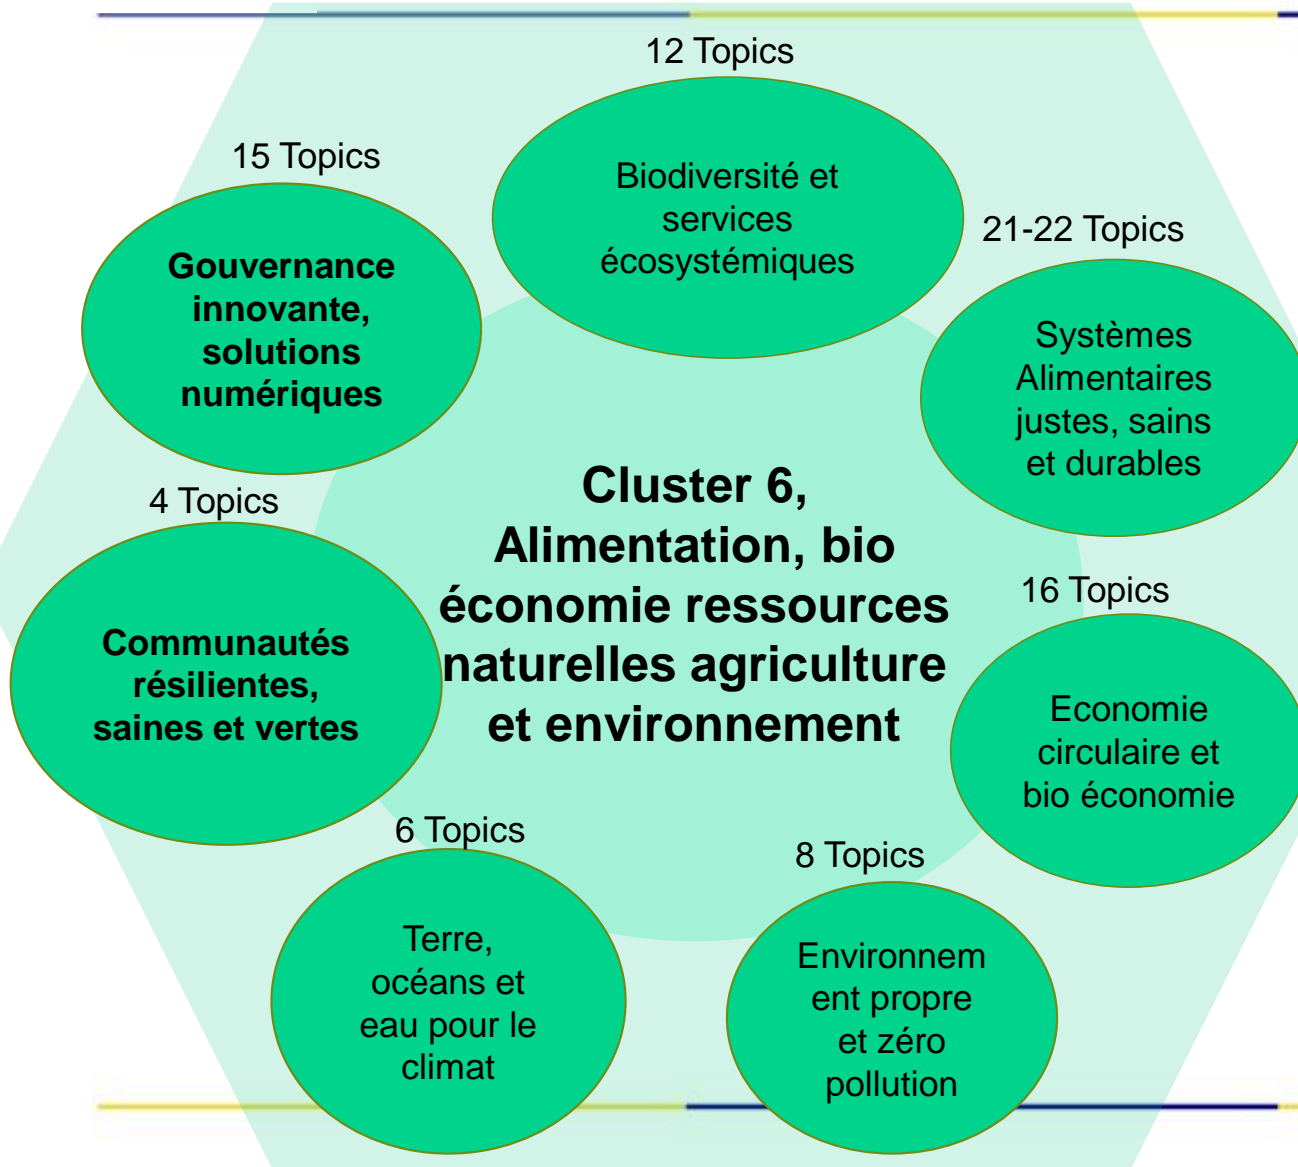 12 Topics
Biodiversité et
services
écosystémiques
15 Topics
Gouvernance
innovante,
solutions
numériques
21-22 Topics
Systèmes
Alimentaires
justes, sains
et durables
Cluster 6,
Alimentation, bio
économie ressources
naturelles agriculture
et environnement
4 Topics
Communautés
résilientes,
saines et vertes
16 Topics
Economie
circulaire et
bio économie
6 Topics
Terre,
océans et
eau pour le
climat
8 Topics
Environnem
ent propre
et zéro
pollution